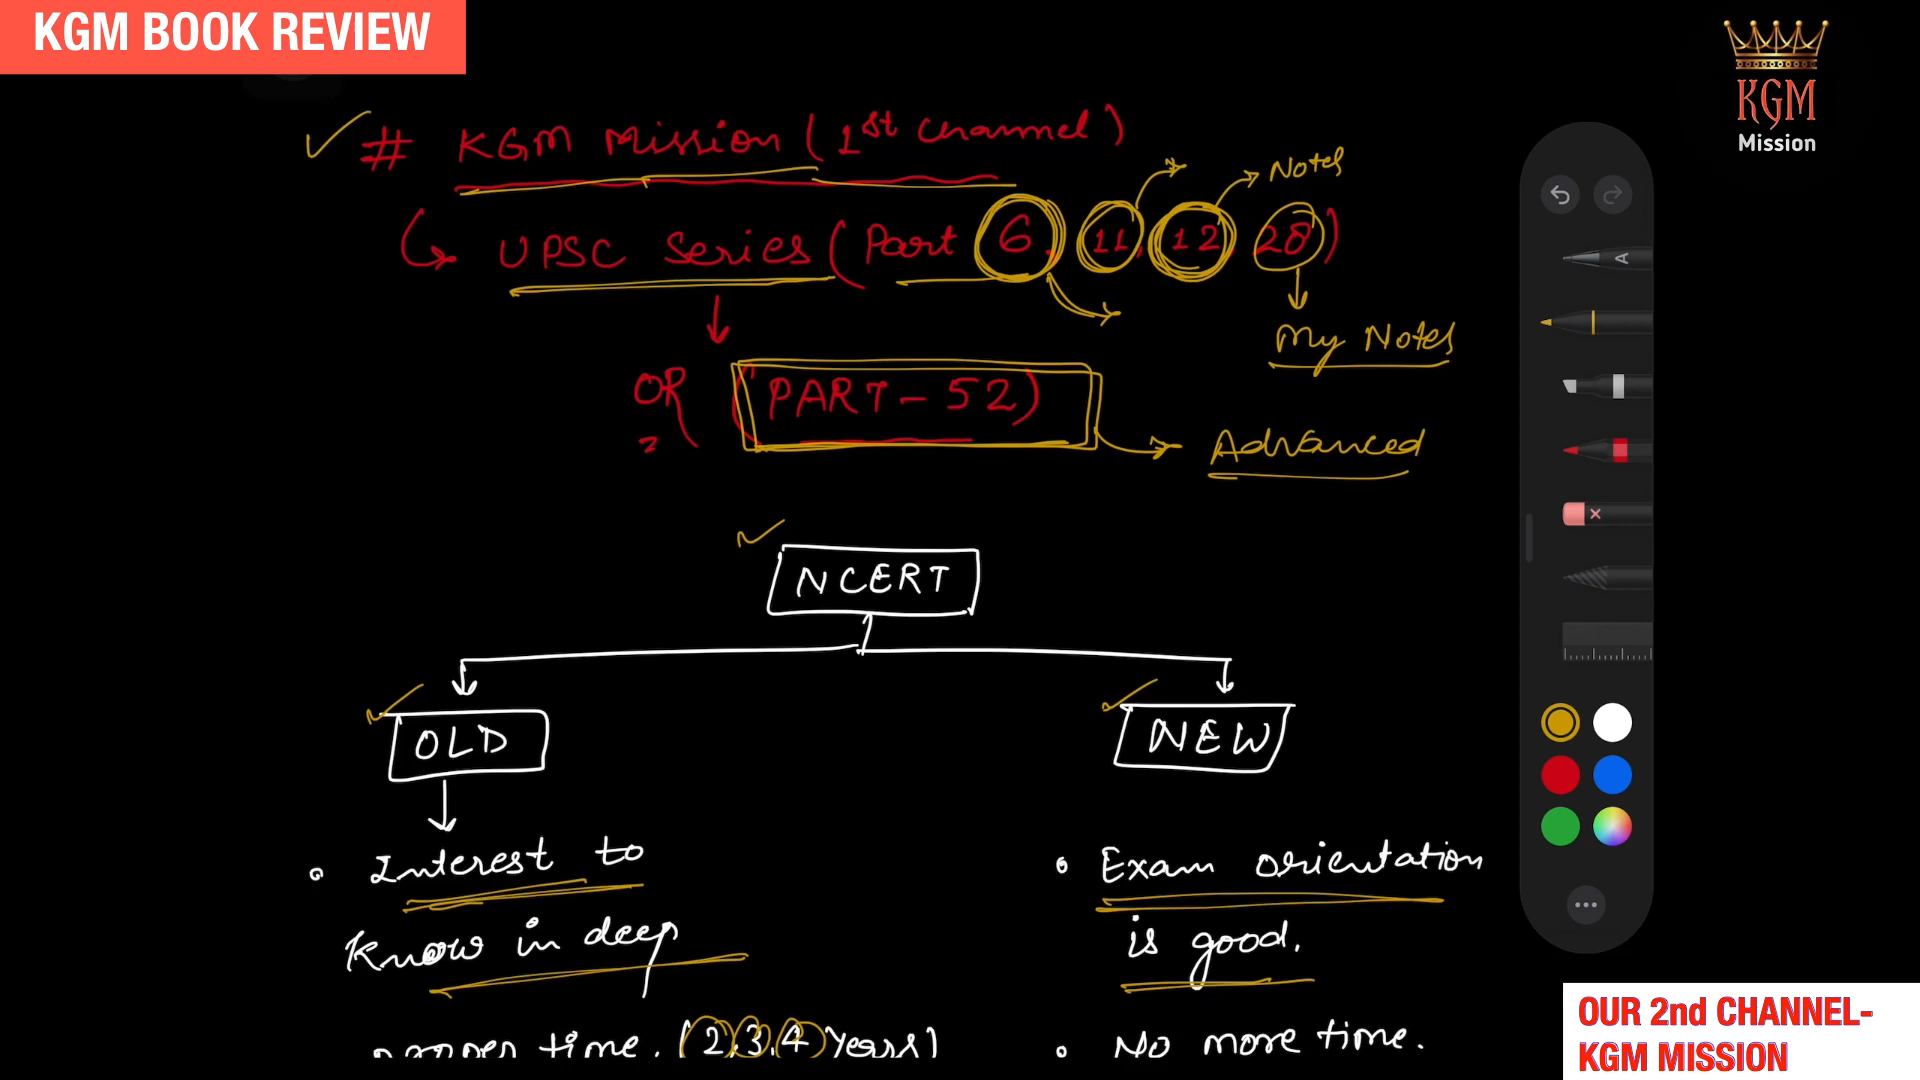 KGM BOOK REVIEW
KGM
Mission
# KGM Mission (1st Channel)
Notes
UPSC Series (Part 6, 11, 12, 28)
My Notes
OR (PART - 52)
Advanced
A
NCERT
OLD
NEW
• Interest to
Know in deep
time. (2,3,4 Years)
• Exam orientation
is good.
• No more time.
OUR 2nd CHANNEL-
KGM MISSION